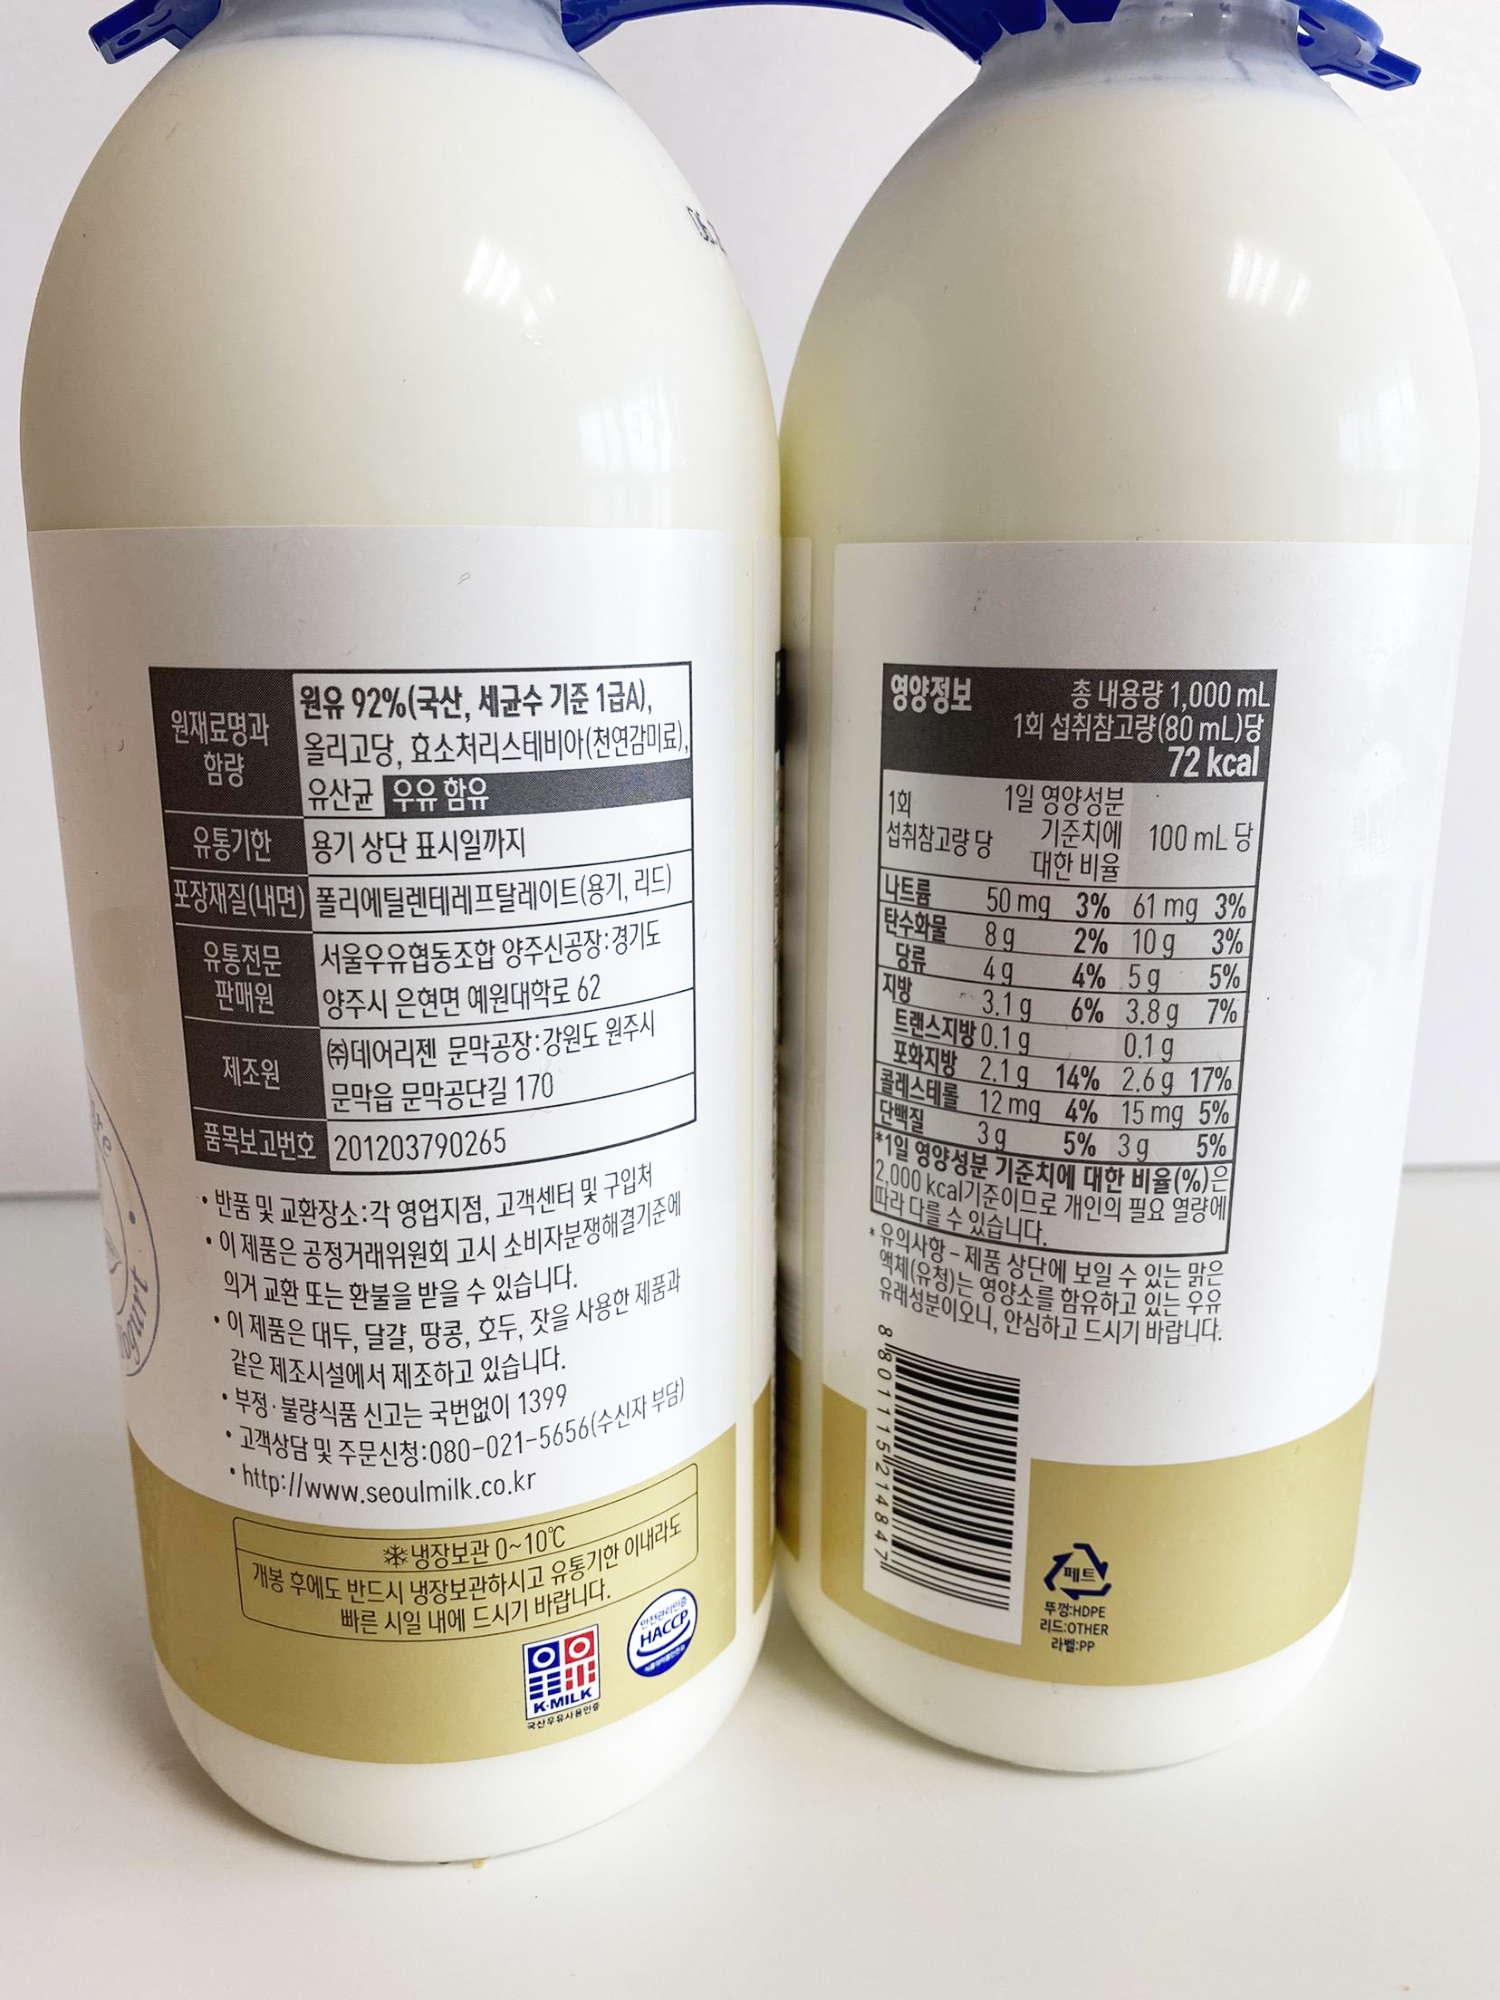 원재료명과
함량
원유 92%(국산, 세균수 기준 1급A),
올리고당, 효소처리스테비아(천연감미료),
유산균 우유 함유
유통기한 용기 상단 표시일까지
포장재질(내면) 폴리에틸렌테레프탈레이트(용기, 리드)
유통전문
판매원
서울우유협동조합 양주신공장:경기도
양주시 은현면 예원대학로 62
제조원
㈜데어리젠 문막공장:강원도 원주시
문막읍 문막공단길 170
품목보고번호 201203790265
• 반품 및 교환장소:각 영업지점, 고객센터 및 구입처
• 이 제품은 공정거래위원회 고시 소비자분쟁해결기준에
의거 교환 또는 환불을 받을 수 있습니다.
• 이 제품은 대두, 달걀, 땅콩, 호두, 잣을 사용한 제품과
같은 제조시설에서 제조하고 있습니다.
• 부정·불량식품 신고는 국번없이 1399
• 고객상담 및 주문신청:080-021-5656(수신자 부담)
• http://www.seoulmilk.co.kr
냉장보관 0~10℃
개봉 후에도 반드시 냉장보관하시고 유통기한 이내라도
빠른 시일 내에 드시기 바랍니다.
K-MILK
국산우유사용인증
안전관리인증
HACCP
영양정보 총 내용량 1,000 mL
1회 섭취참고량(80 mL)당
72 kcal
1회
섭취참고량 당
1일 영양성분
기준치에
대한 비율
100 mL 당
나트륨 50 mg 3% 61 mg 3%
탄수화물 8 g 2% 10 g 3%
당류 4 g 4% 5 g 5%
지방 3.1 g 6% 3.8 g 7%
트랜스지방 0.1 g 0.1 g
포화지방 2.1 g 14% 2.6 g 17%
콜레스테롤 12 mg 4% 15 mg 5%
단백질 3 g 5% 3 g 5%
*1일 영양성분 기준치에 대한 비율(%)은
2,000 kcal기준이므로 개인의 필요 열량에
따라 다를 수 있습니다.
* 유의사항 - 제품 상단에 보일 수 있는 맑은
액체(유청)는 영양소를 함유하고 있는 우유
유래성분이오니, 안심하고 드시기 바랍니다.
8 801115 214847
페트
뚜껑:HDPE
리드:OTHER
라벨:PP